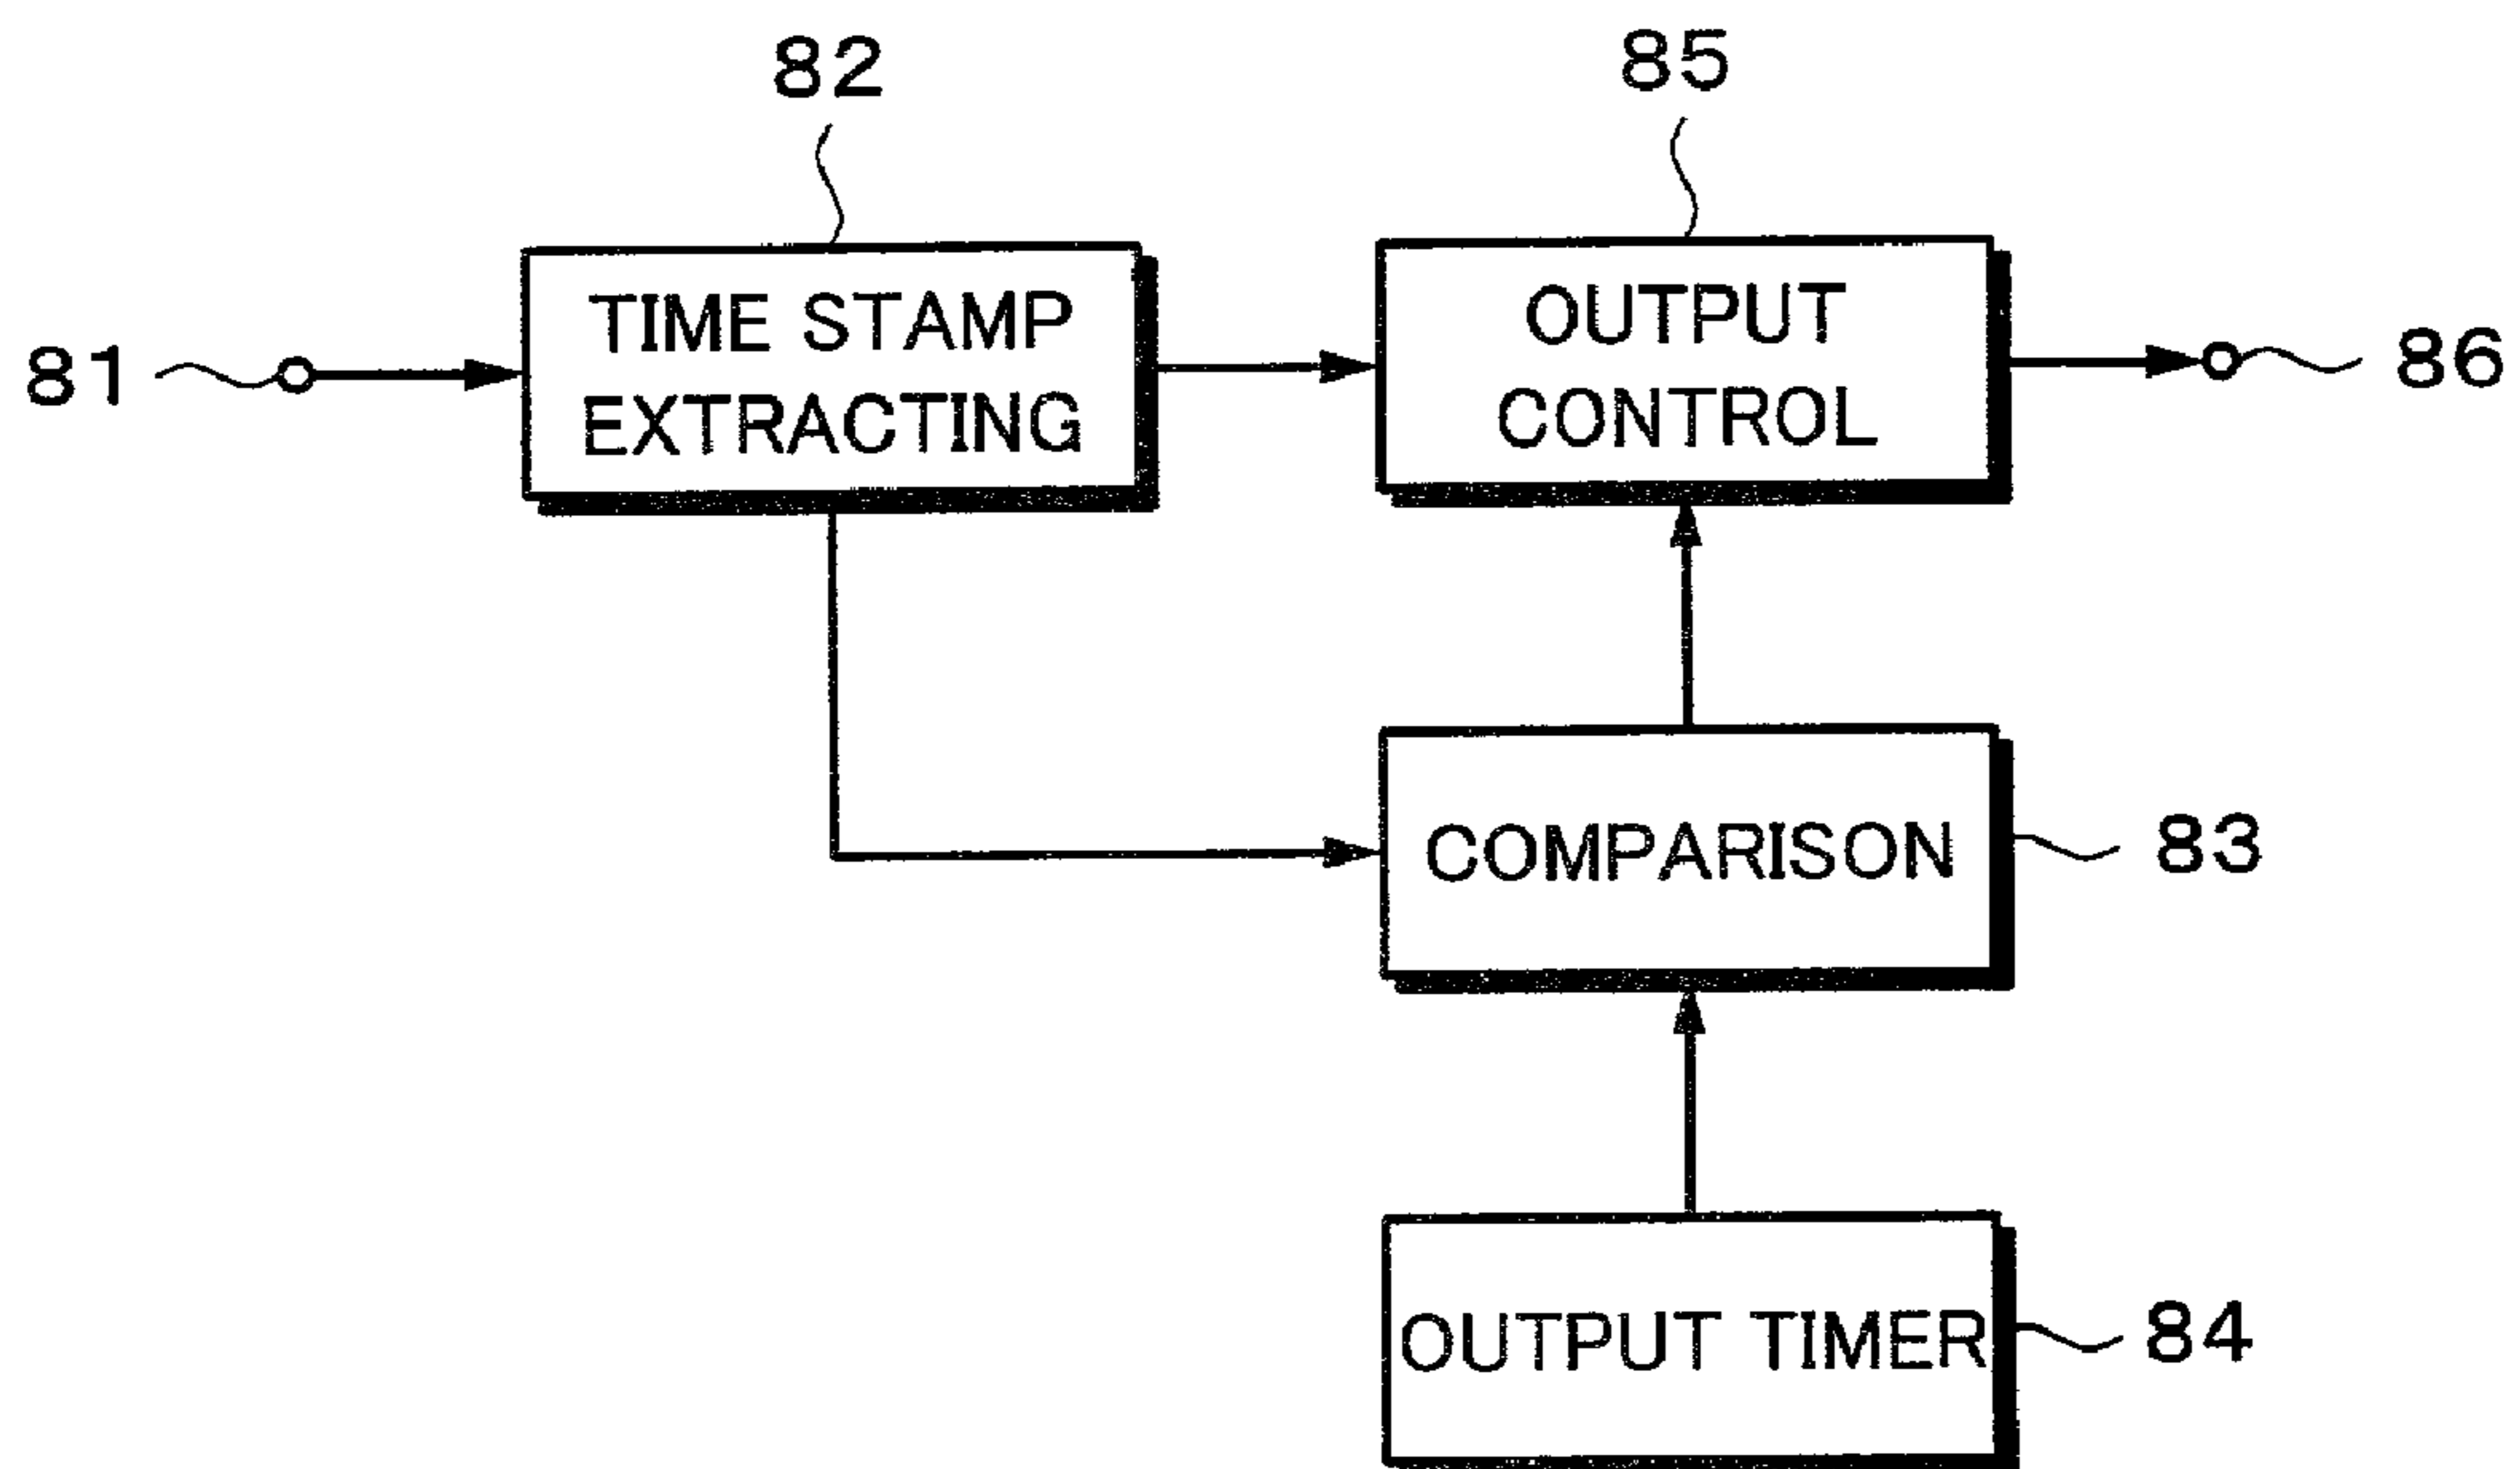 82
85
TIME STAMP
EXTRACTING
OUTPUT
CONTROL
81
86
COMPARISON
83
OUTPUT TIMER
84